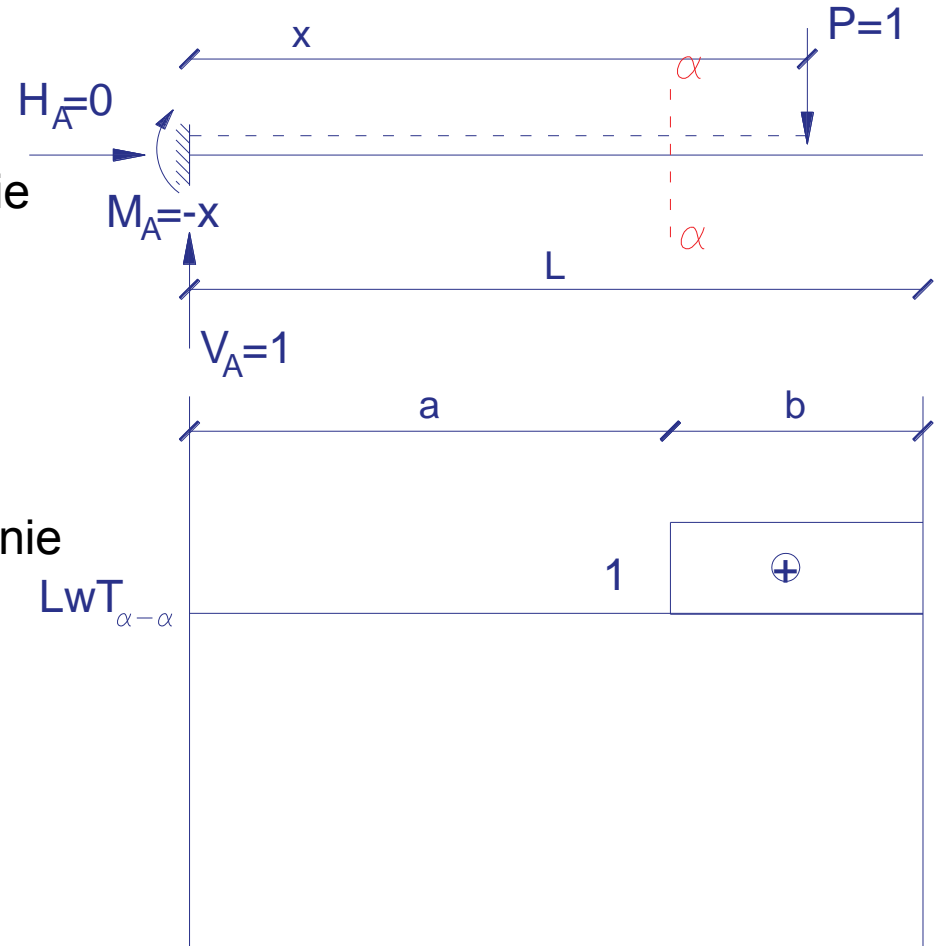 x
P=1
α
H_A=0
ie
M_A=-x
α
L
V_A=1
a
b
nie
1
+
LwT_α-α